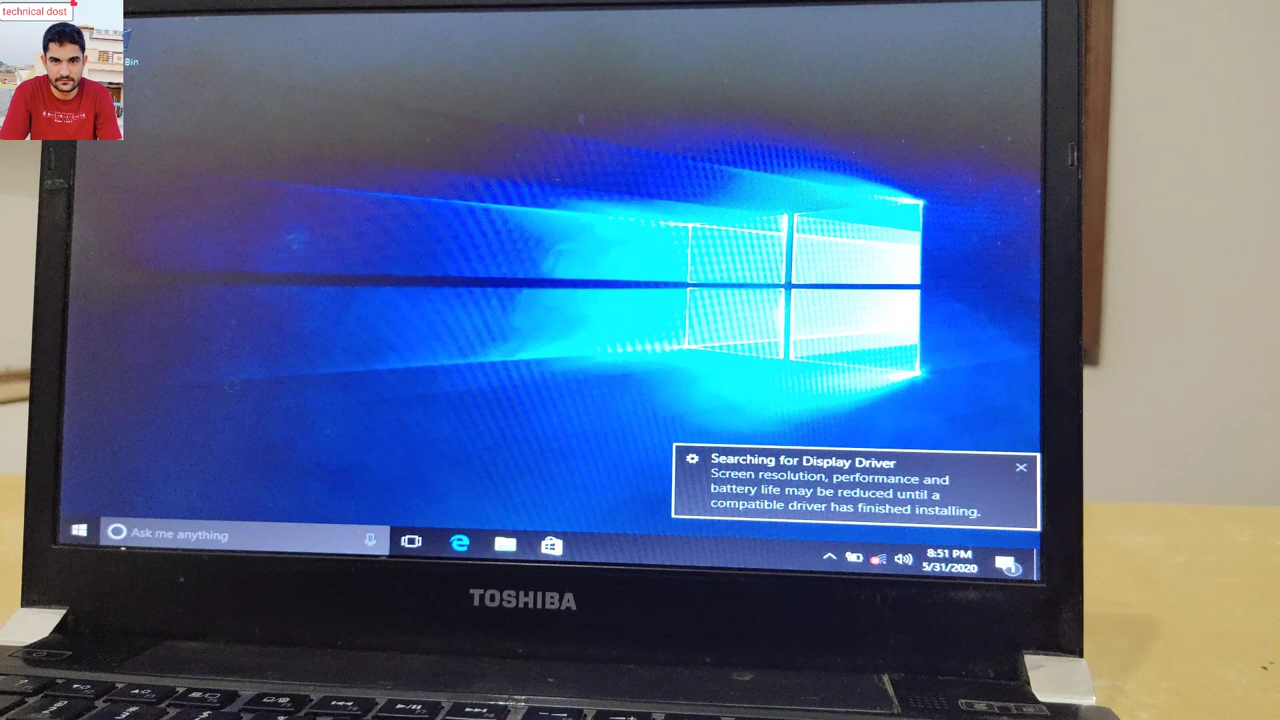 technical dost
Bin
Searching for Display Driver
Screen resolution, performance and
battery life may be reduced until a
compatible driver has finished installing.
Ask me anything
8:51 PM
5/31/2020
1
TOSHIBA